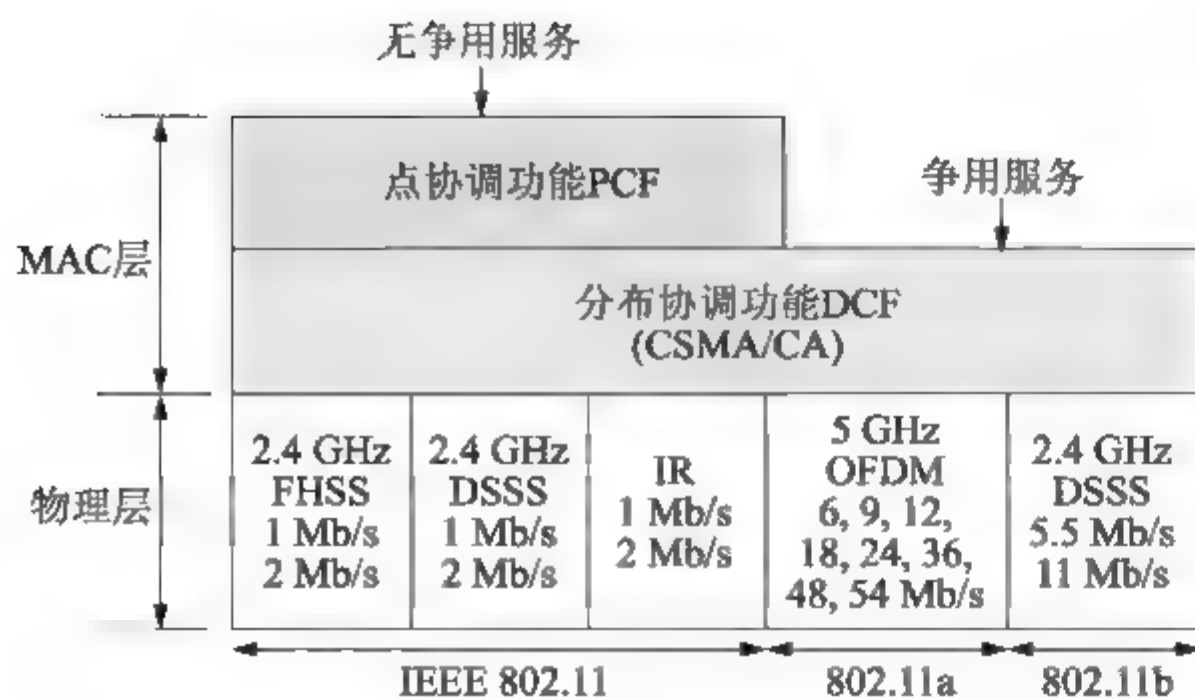 无争用服务
点协调功能PCF
争用服务
MAC层
分布协调功能DCF
(CSMA/CA)
物理层
2.4 GHz
FHSS
1 Mb/s
2 Mb/s
2.4 GHz
DSSS
1 Mb/s
2 Mb/s
IR
1 Mb/s
2 Mb/s
5 GHz
OFDM
6, 9, 12,
18, 24, 36,
48, 54 Mb/s
2.4 GHz
DSSS
5.5 Mb/s
11 Mb/s
IEEE 802.11
802.11a
802.11b